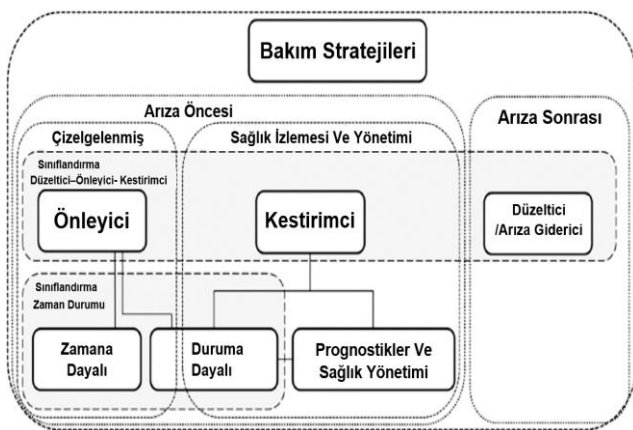 Bakım Stratejileri
Arıza Öncesi
Arıza Sonrası
Çizelgelenmiş
Sağlık İzlemesi Ve Yönetimi
Sınıflandırma
Düzeltici–Önleyici- Kestirimci
Önleyici
Kestirimci
Düzeltici
/Arıza Giderici
Sınıflandırma
Zaman Durumu
Zamana
Dayalı
Duruma
Dayalı
Prognostikler Ve
Sağlık Yönetimi